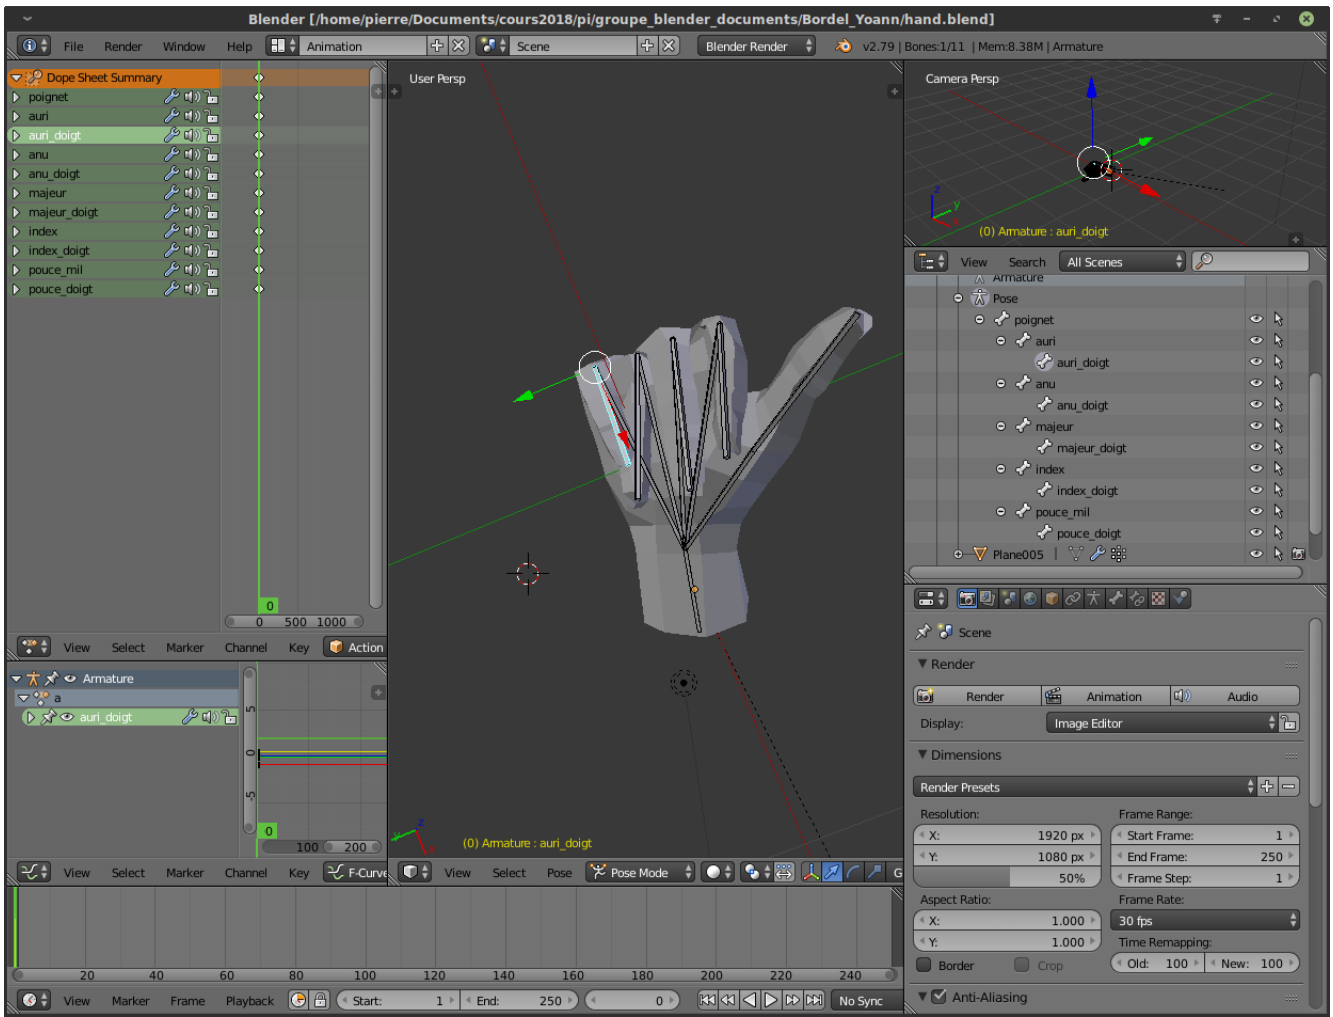 Blender [/home/pierre/Documents/cours2018/pi/groupe_blender_documents/Bordel_Yoann/hand.blend]
File Render Window Help Animation Scene Blender Render v2.79 | Bones:1/11 | Mem:8.38M | Armature
Dope Sheet Summary
poignet
auri
auri_doigt
anu
anu_doigt
majeur
majeur_doigt
index
index_doigt
pouce_mil
pouce_doigt
0
0 500 1000
View Select Marker Channel Key Action
Armature
a
auri_doigt
5
0
-5
0
100 200
View Select Marker Channel Key F-Curve
User Persp
z
y
x
(0) Armature : auri_doigt
View Select Pose Pose Mode G
Camera Persp
z
y
x
(0) Armature : auri_doigt
View Search All Scenes
Armature
Pose
poignet
auri
auri_doigt
anu
anu_doigt
majeur
majeur_doigt
index
index_doigt
pouce_mil
pouce_doigt
Plane005
Scene
Render
Render Animation Audio
Display: Image Editor
Dimensions
Render Presets
Resolution: Frame Range:
X: 1920 px Start Frame: 1
Y: 1080 px End Frame: 250
50% Frame Step: 1
Aspect Ratio: Frame Rate:
X: 1.000 30 fps
Y: 1.000 Time Remapping:
Border Crop Old: 100 New: 100
Anti-Aliasing
20 40 60 80 100 120 140 160 180 200 220 240
View Marker Frame Playback Start: 1 End: 250 0 No Sync